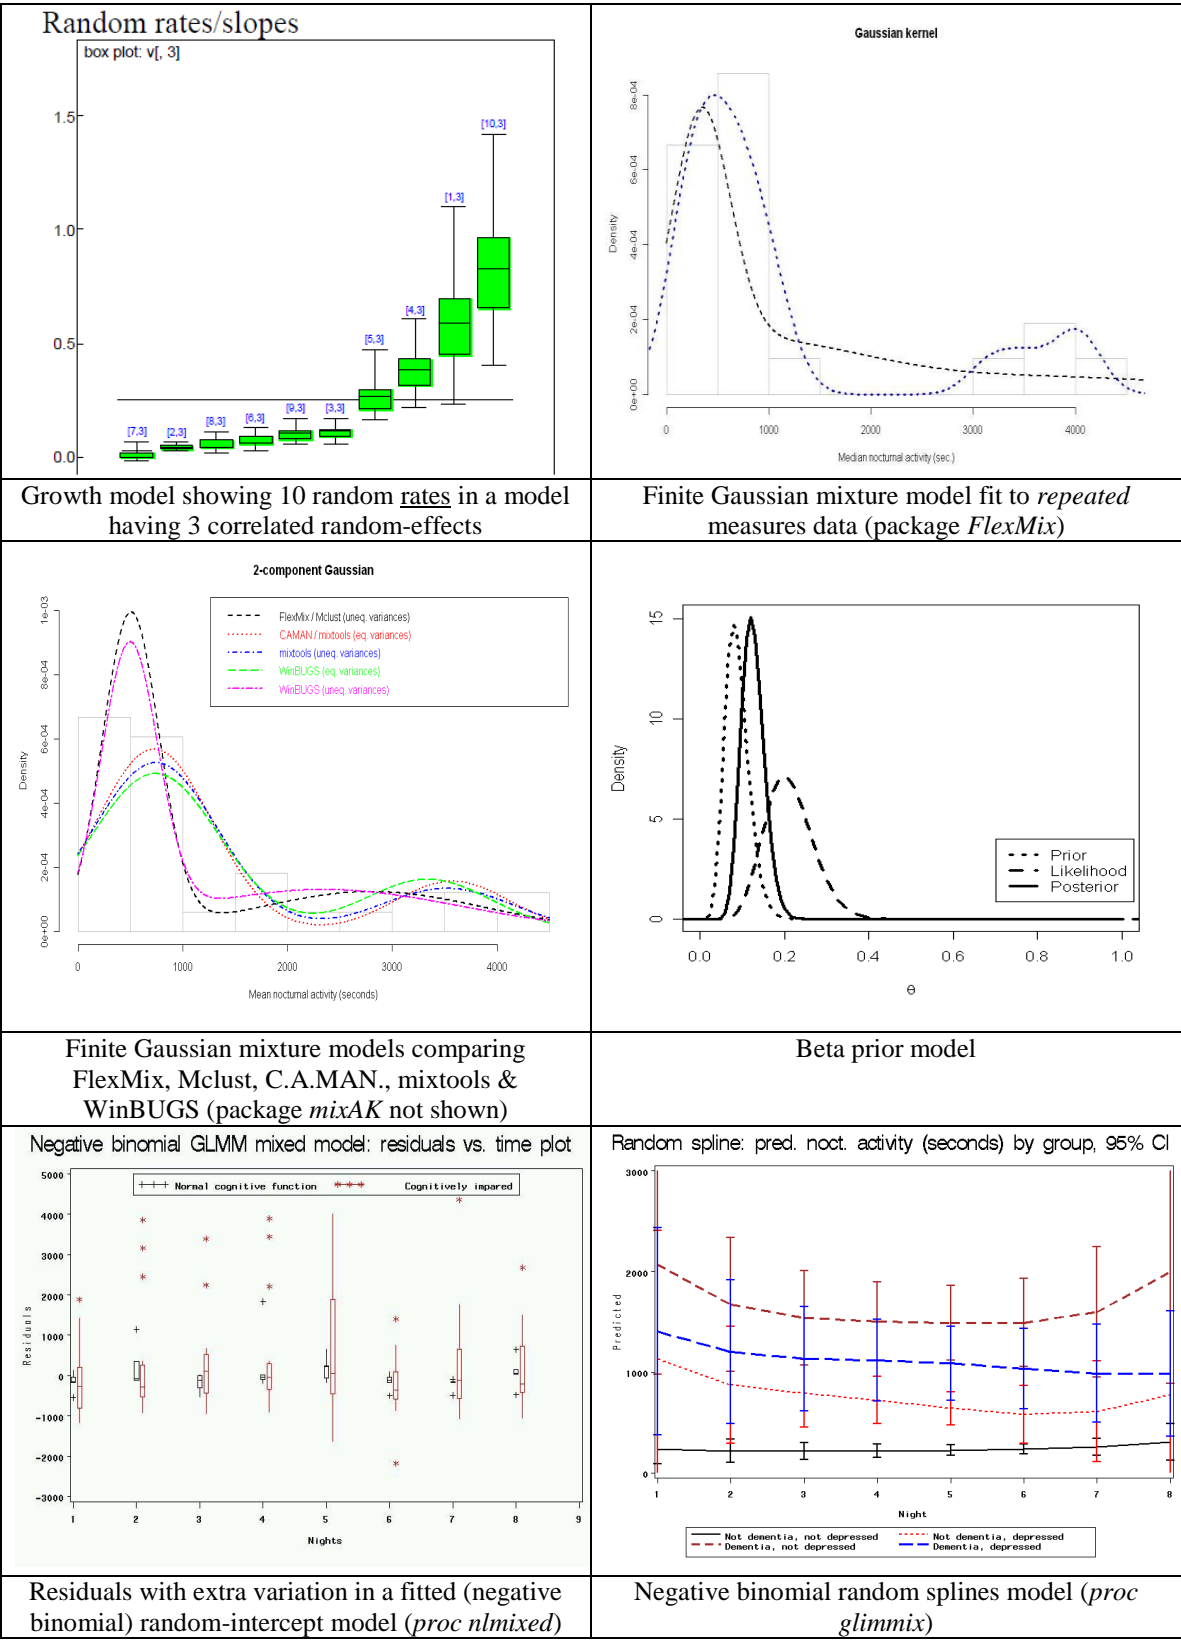 Random rates/slopes
box plot: v[, 3]
1.5
1.0
0.5
0.0
[7,3]
[2,3]
[8,3]
[6,3]
[9,3]
[3,3]
[5,3]
[4,3]
[1,3]
[10,3]
Growth model showing 10 random rates in a model
having 3 correlated random-effects
Gaussian kernel
Density
8e-04
6e-04
4e-04
2e-04
0e+00
0 1000 2000 3000 4000
Median nocturnal activity (sec.)
Finite Gaussian mixture model fit to repeated
measures data (package FlexMix)
2-component Gaussian
FlexMix / Mclust (uneq. variances)
CAMAN / mixtools (eq. variances)
mixtools (uneq. variances)
WinBUGS (eq. variances)
WinBUGS (uneq. variances)
Density
1e-03
8e-04
6e-04
4e-04
2e-04
0e+00
0 1000 2000 3000 4000
Mean nocturnal activity (seconds)
Finite Gaussian mixture models comparing
FlexMix, Mclust, C.A.MAN., mixtools &
WinBUGS (package mixAK not shown)
Density
15
10
5
0
Prior
Likelihood
Posterior
0.0 0.2 0.4 0.6 0.8 1.0
θ
Beta prior model
Negative binomial GLMM mixed model: residuals vs. time plot
Normal cognitive function Cognitively impared
Residuals
5000
4000
3000
2000
1000
0
-1000
-2000
-3000
1 2 3 4 5 6 7 8 9
Nights
Residuals with extra variation in a fitted (negative
binomial) random-intercept model (proc nlmixed)
Random spline: pred. noct. activity (seconds) by group, 95% CI
Predicted
3000
2000
1000
0
1 2 3 4 5 6 7 8
Night
Not dementia, not depressed Not dementia, depressed
Dementia, not depressed Dementia, depressed
Negative binomial random splines model (proc
glimmix)